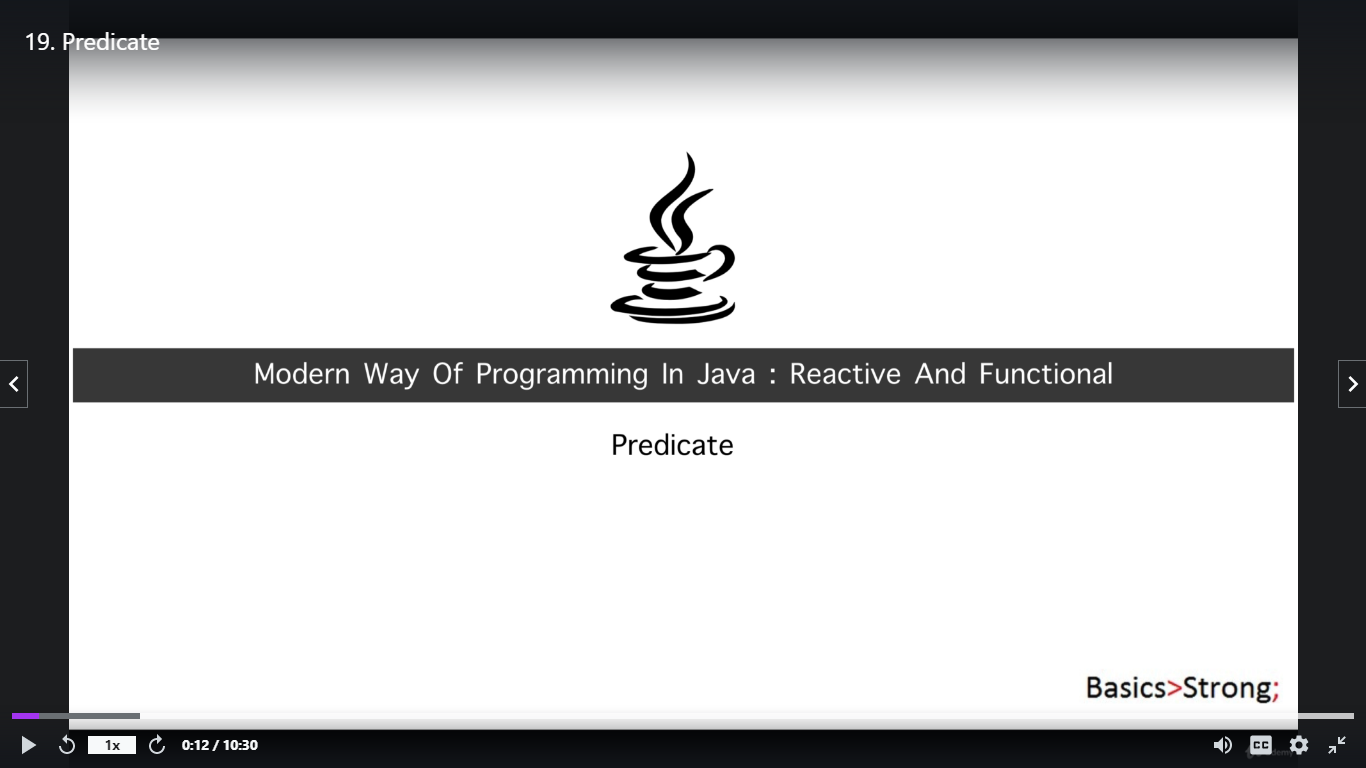 19. Predicate
Modern Way Of Programming In Java : Reactive And Functional
Predicate
Basics>Strong;
1x
0:12 / 10:30
CC